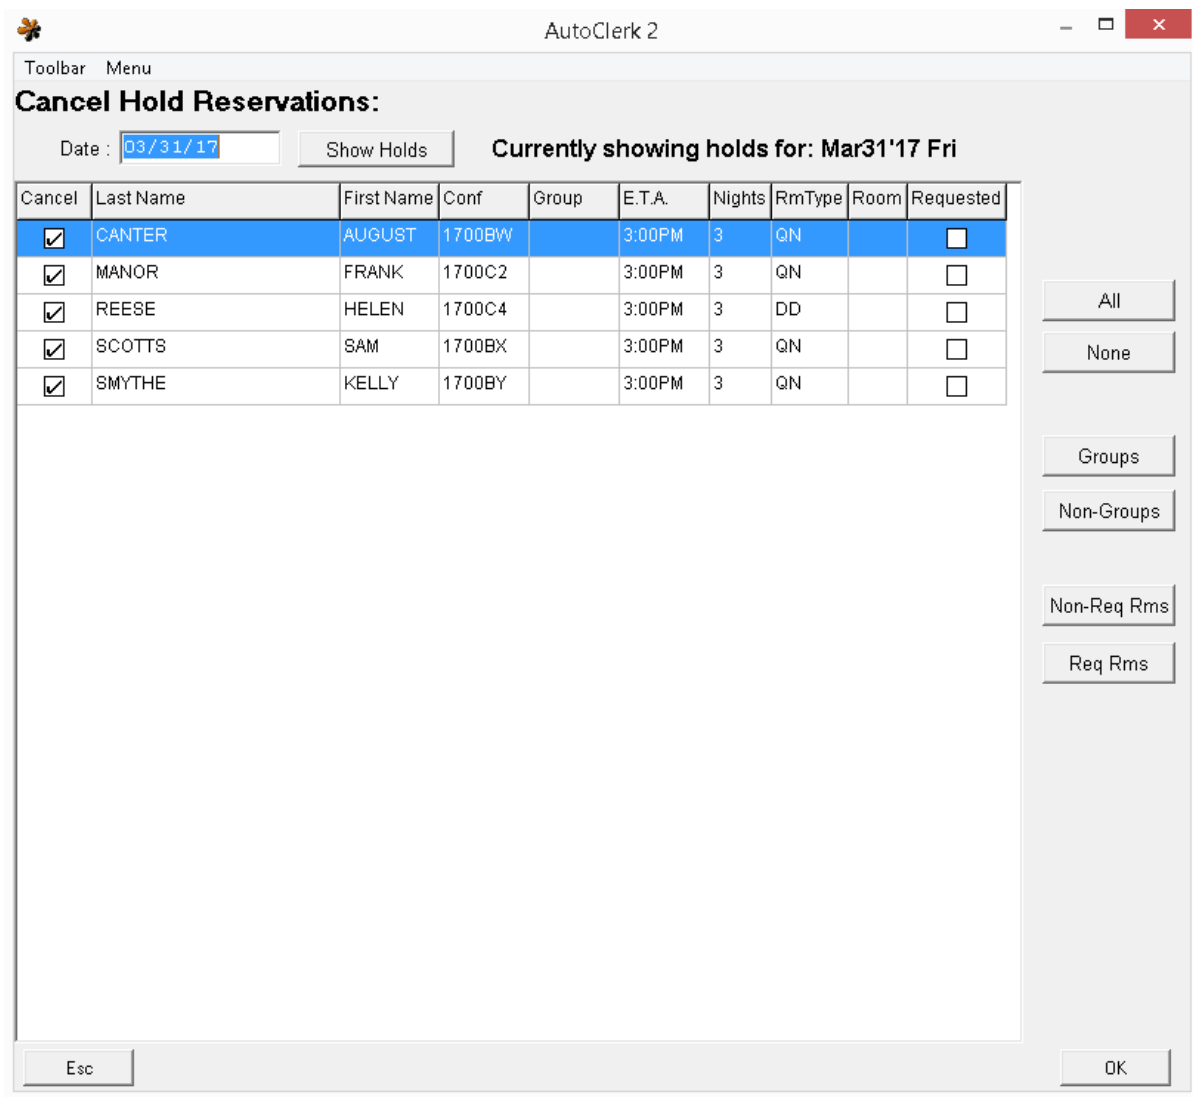 AutoClerk 2
Toolbar Menu
Cancel Hold Reservations:
Date : 03/31/17 Show Holds Currently showing holds for: Mar31'17 Fri
Cancel Last Name First Name Conf Group E.T.A. Nights RmType Room Requested
CANTER AUGUST 1700BW 3:00PM 3 QN
MANOR FRANK 1700C2 3:00PM 3 QN
REESE HELEN 1700C4 3:00PM 3 DD
SCOTTS SAM 1700BX 3:00PM 3 QN
SMYTHE KELLY 1700BY 3:00PM 3 QN
All
None
Groups
Non-Groups
Non-Req Rms
Req Rms
Esc OK